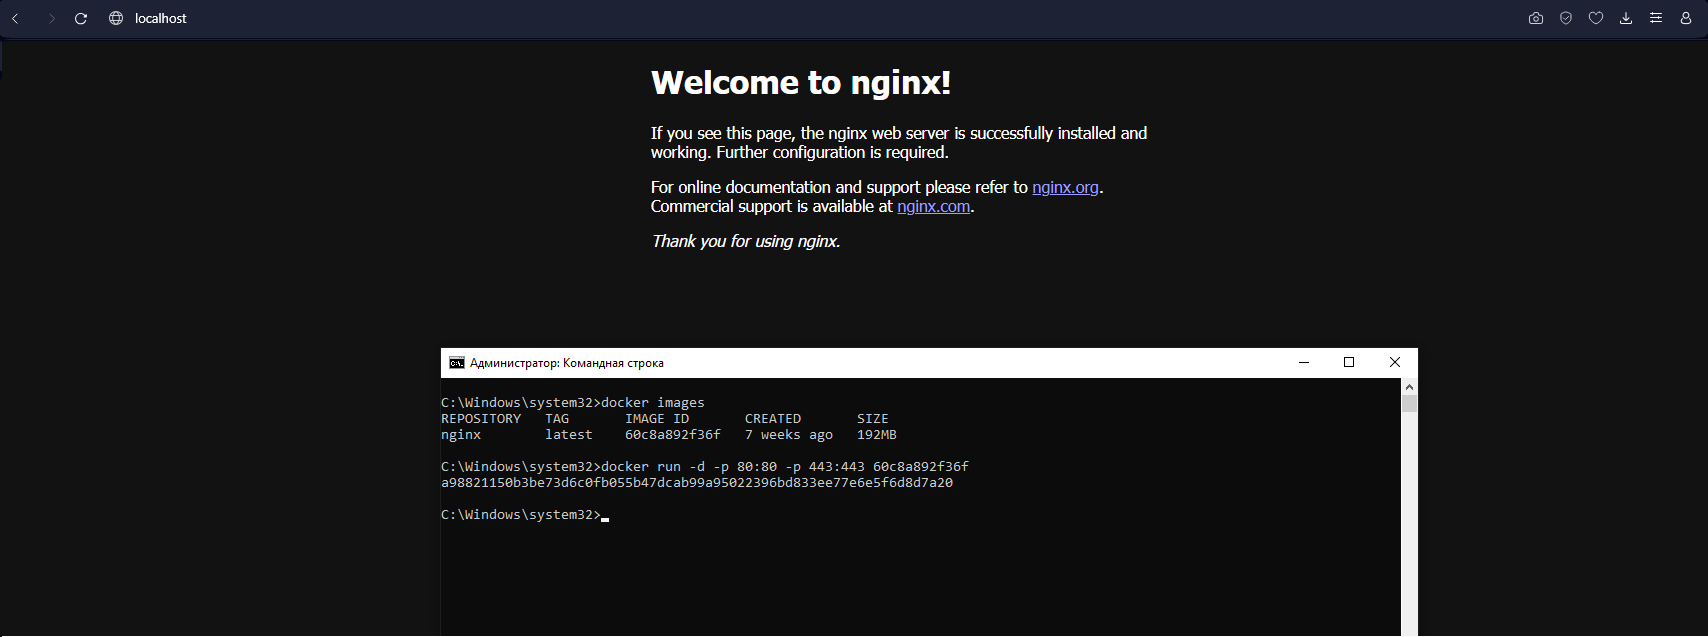 localhost
Welcome to nginx!
If you see this page, the nginx web server is successfully installed and
working. Further configuration is required.
For online documentation and support please refer to nginx.org.
Commercial support is available at nginx.com.
Thank you for using nginx.
Администратор: Командная строка
C:\Windows\system32>docker images
REPOSITORY   TAG       IMAGE ID       CREATED       SIZE
nginx        latest    60c8a892f36f   7 weeks ago   192MB
C:\Windows\system32>docker run -d -p 80:80 -p 443:443 60c8a892f36f
a98821150b3be73d6c0fb055b47dcab99a95022396bd833ee77e6e5f6d8d7a20
C:\Windows\system32>